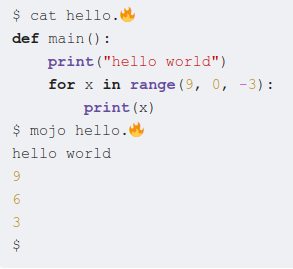 $ cat hello.🔥
def main():
    print("hello world")
    for x in range(9, 0, -3):
        print(x)
$ mojo hello.🔥
hello world
9
6
3
$